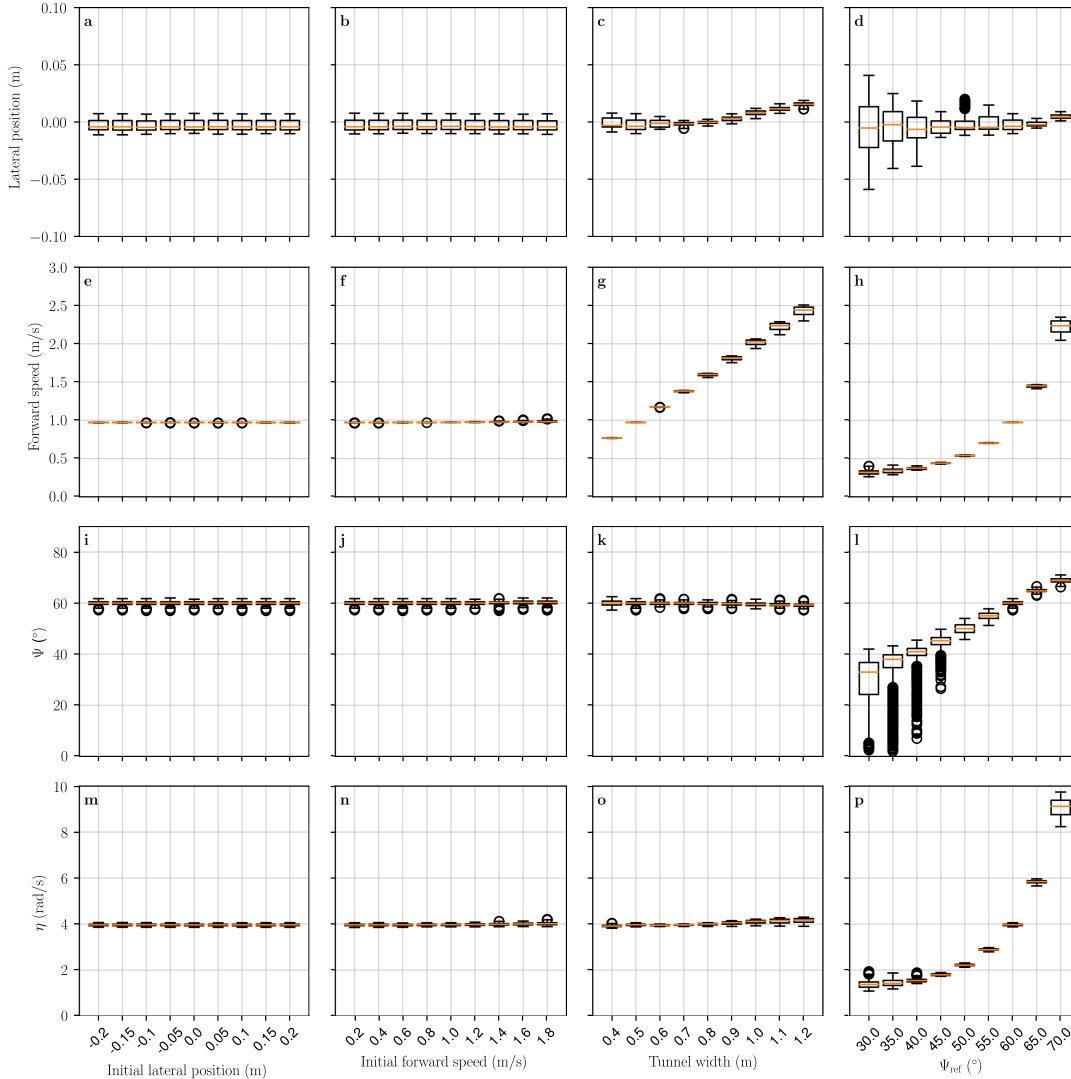 a
b
c
d
Lateral position (m)
0.10
0.05
0.00
−0.05
−0.10
e
f
g
h
Forward speed (m/s)
3.0
2.5
2.0
1.5
1.0
0.5
0.0
i
j
k
l
Ψ (°)
80
60
40
20
0
m
n
o
p
η (rad/s)
10
8
6
4
2
0
-0.2 -0.15 0.1 -0.05 0.0 0.05 0.1 0.15 0.2
0.2 0.4 0.6 0.8 1.0 1.2 1.4 1.6 1.8
0.4 0.5 0.6 0.7 0.8 0.9 1.0 1.1 1.2
30.0 35.0 40.0 45.0 50.0 55.0 60.0 65.0 70.0
Initial lateral position (m)
Initial forward speed (m/s)
Tunnel width (m)
Ψref (°)